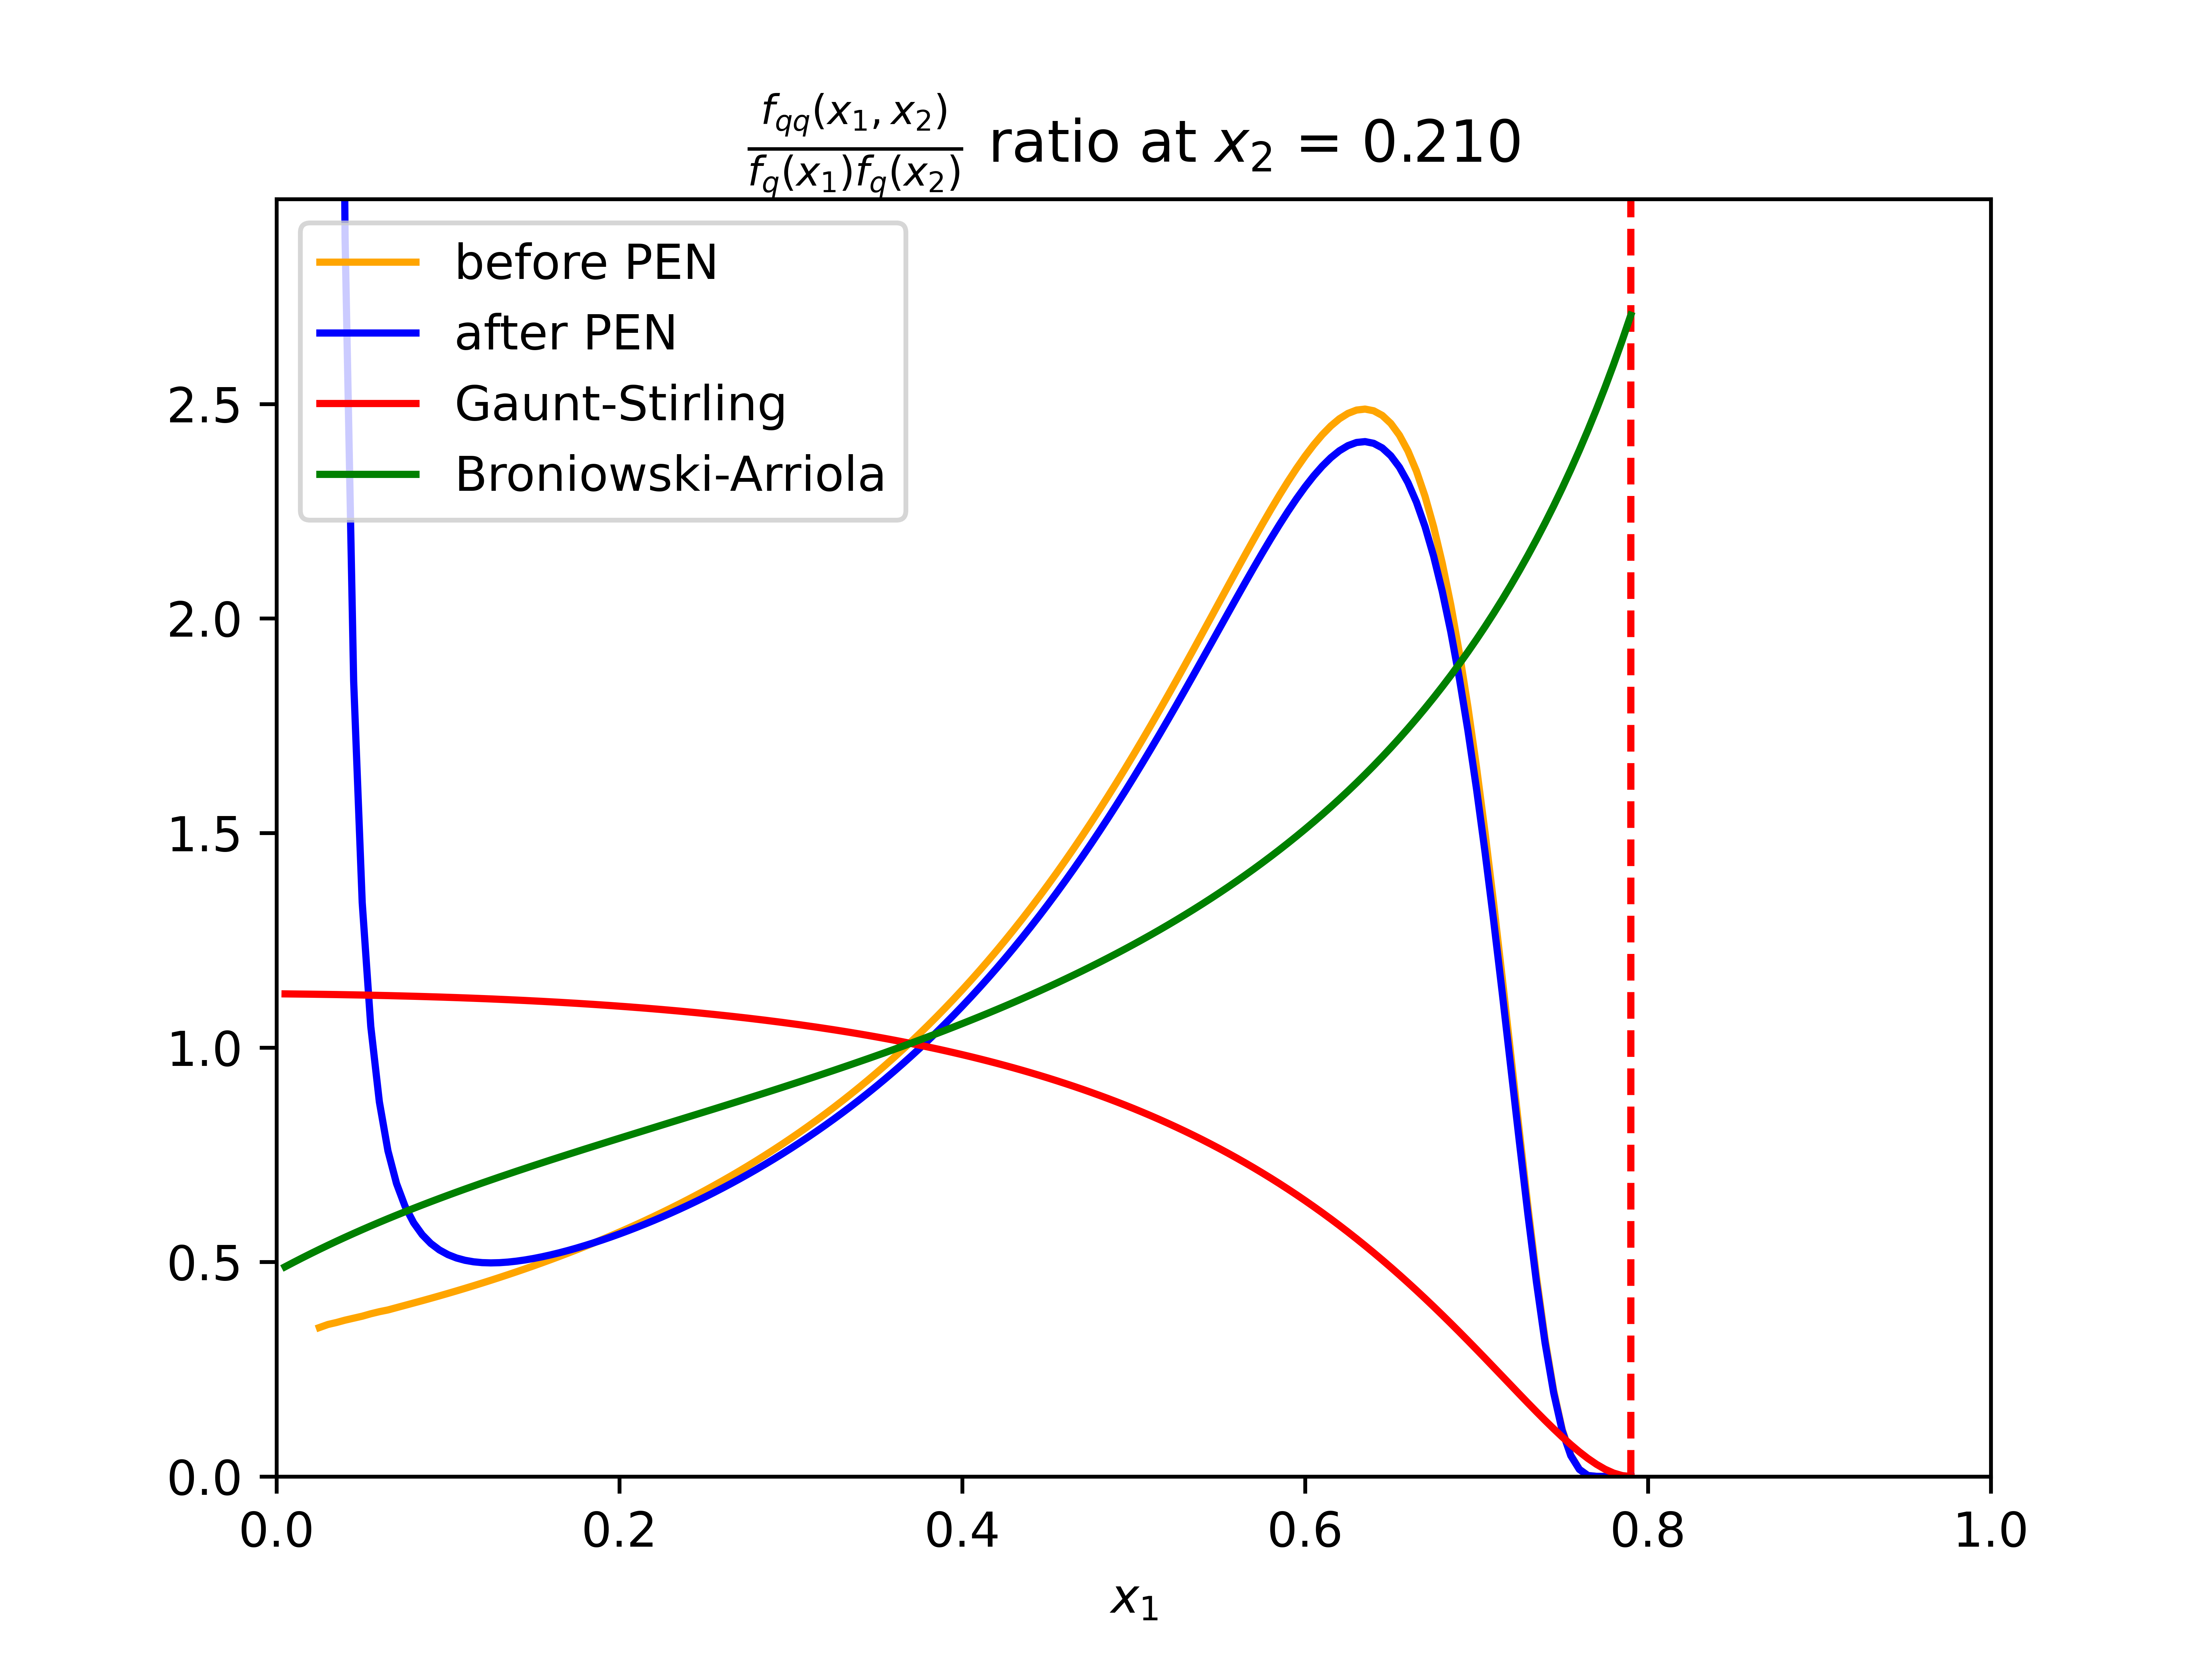 f_qq(x_1, x_2)
f_q(x_1)f_q(x_2)
ratio at x_2 = 0.210
before PEN
after PEN
Gaunt-Stirling
Broniowski-Arriola
2.5
2.0
1.5
1.0
0.5
0.0
0.0 0.2 0.4 0.6 0.8 1.0
x_1